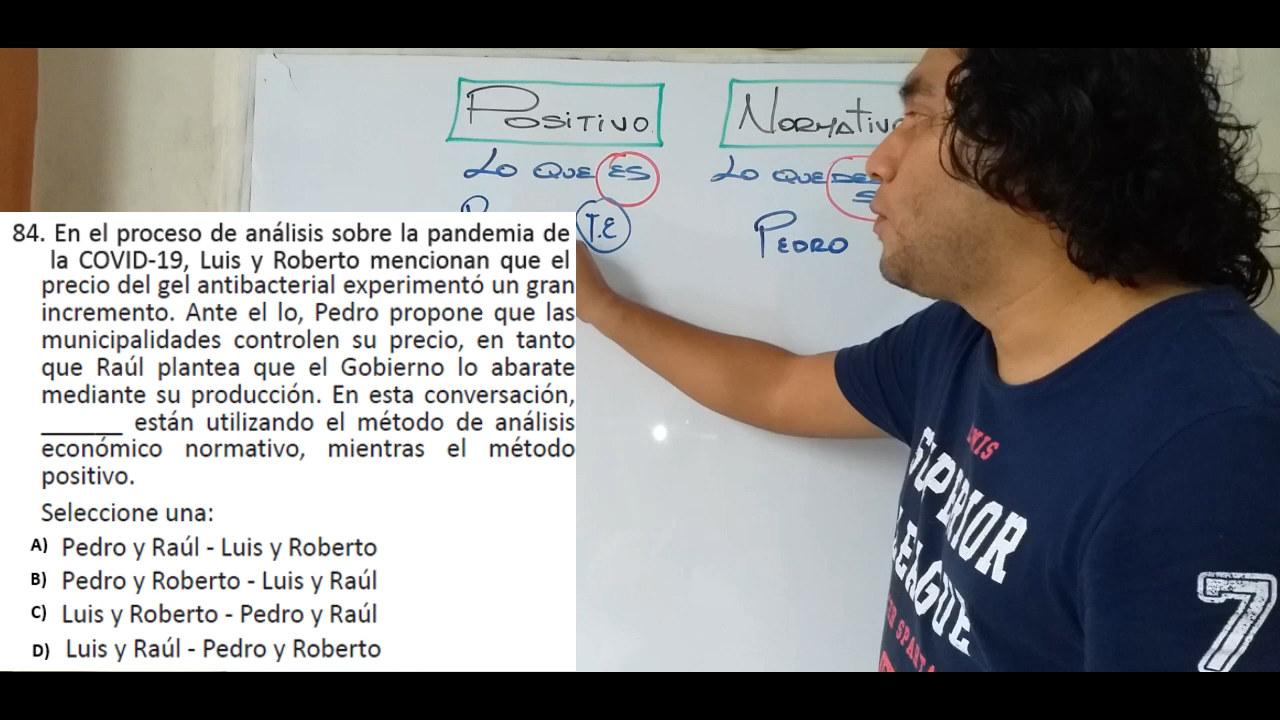 POSITIVO
NORMATIV
LO QUE ES
LO QUE DE
T.E
PEDRO
84. En el proceso de análisis sobre la pandemia de
la COVID-19, Luis y Roberto mencionan que el
precio del gel antibacterial experimentó un gran
incremento. Ante el lo, Pedro propone que las
municipalidades controlen su precio, en tanto
que Raúl plantea que el Gobierno lo abarate
mediante su producción. En esta conversación,
______ están utilizando el método de análisis
económico normativo, mientras el método
positivo.
Seleccione una:
A) Pedro y Raúl - Luis y Roberto
B) Pedro y Roberto - Luis y Raúl
C) Luis y Roberto - Pedro y Raúl
D) Luis y Raúl - Pedro y Roberto
SUPERIOR
LEAGUE
7